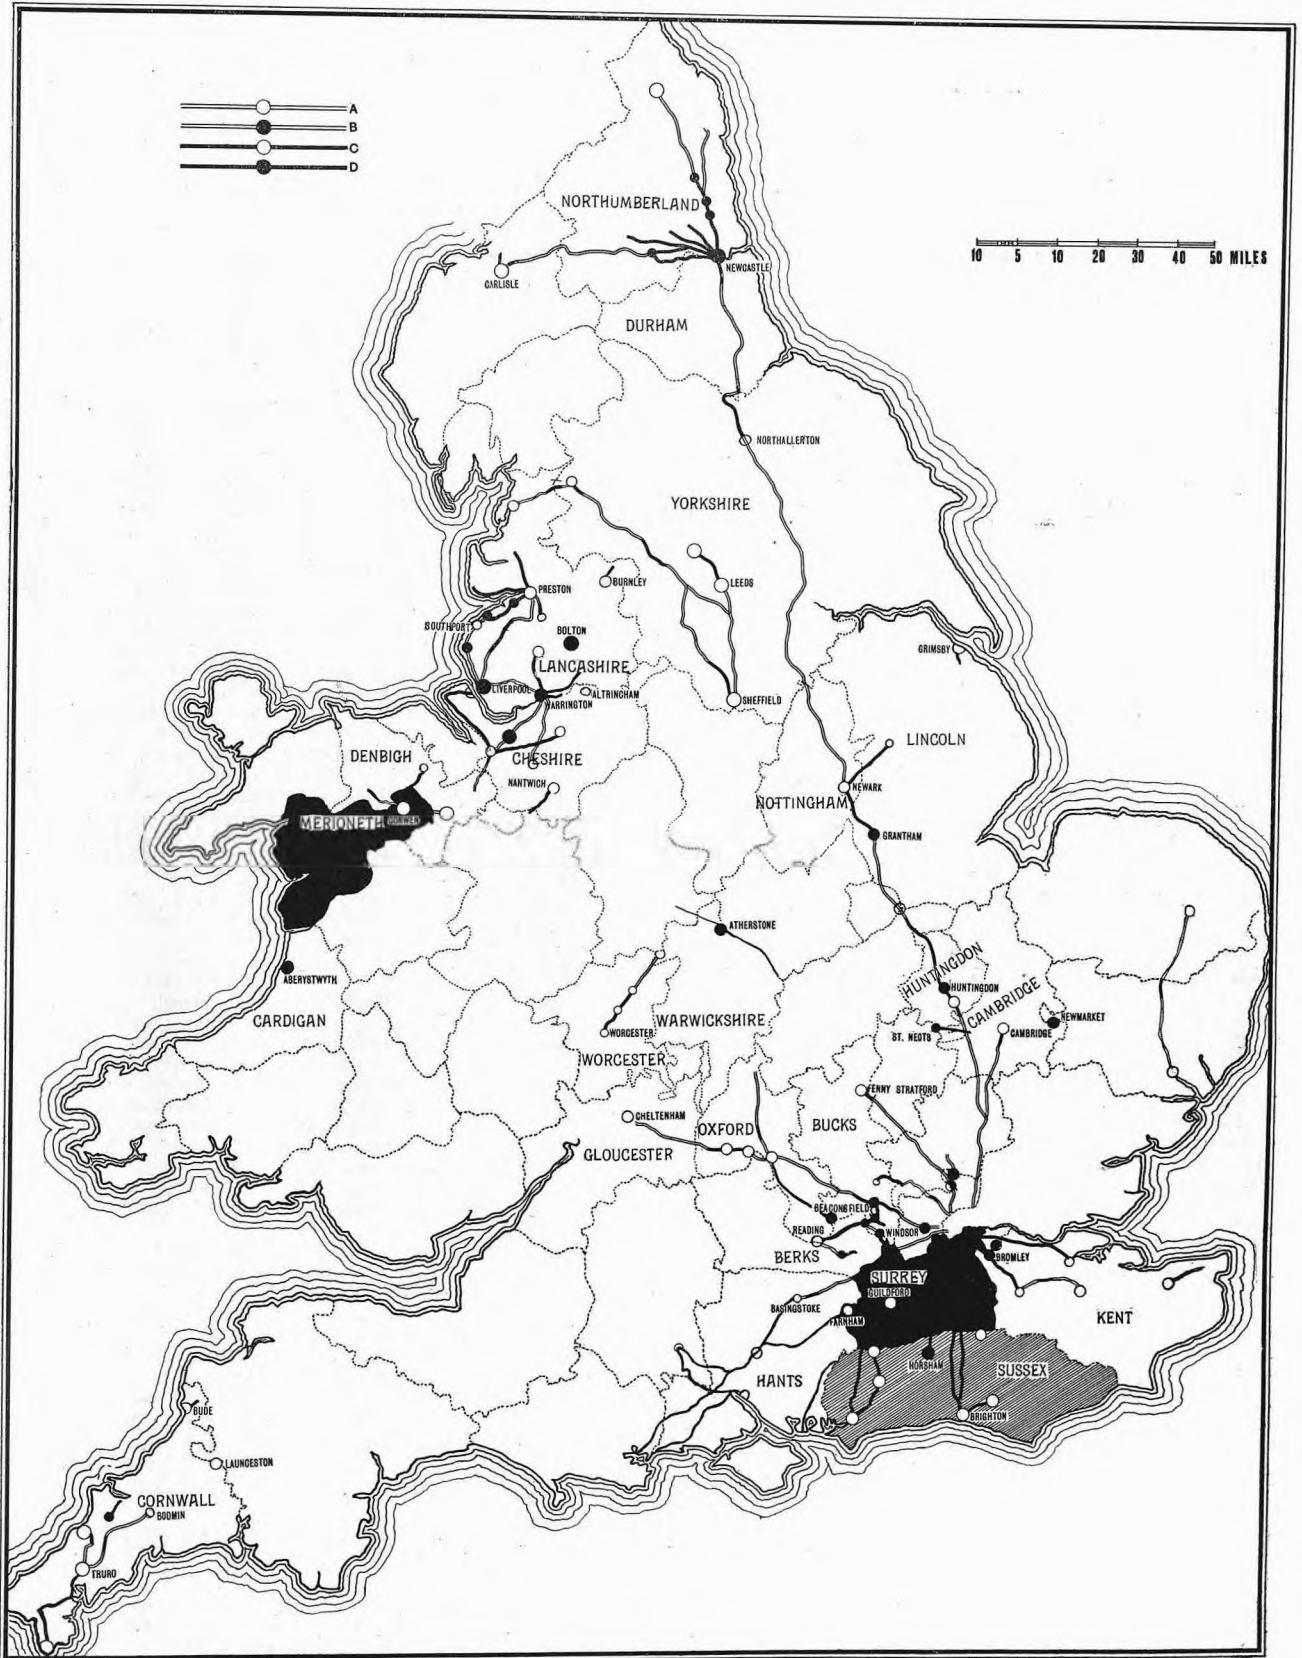 A
B
C
D
NORTHUMBERLAND
10 5 10 20 30 40 50 MILES
NEWCASTLE
CARLISLE
DURHAM
NORTHALLERTON
YORKSHIRE
BURNLEY
LEEDS
PRESTON
SOUTHPORT
BOLTON
GRIMSBY
LANCASHIRE
LIVERPOOL
ALTRINCHAM
WARRINGTON
SHEFFIELD
LINCOLN
DENBIGH
CHESHIRE
NANTWICH
NEWARK
NOTTINGHAM
MERIONETH
CORWEN
GRANTHAM
ATHERSTONE
HUNTINGDON
ABERYSTWYTH
HUNTINGDON
CAMBRIDGE
NEWMARKET
CARDIGAN
WARWICKSHIRE
WORCESTER
ST. NEOTS
CAMBRIDGE
WORCESTER
FENNY STRATFORD
CHELTENHAM
OXFORD
BUCKS
GLOUCESTER
BEACONSFIELD
READING
WINDSOR
BERKS
BROMLEY
SURREY
GUILDFORD
BASINGSTOKE
FARNHAM
KENT
HORSHAM
SUSSEX
HANTS
BUDE
BRIGHTON
LAUNCESTON
CORNWALL
BODMIN
TRURO